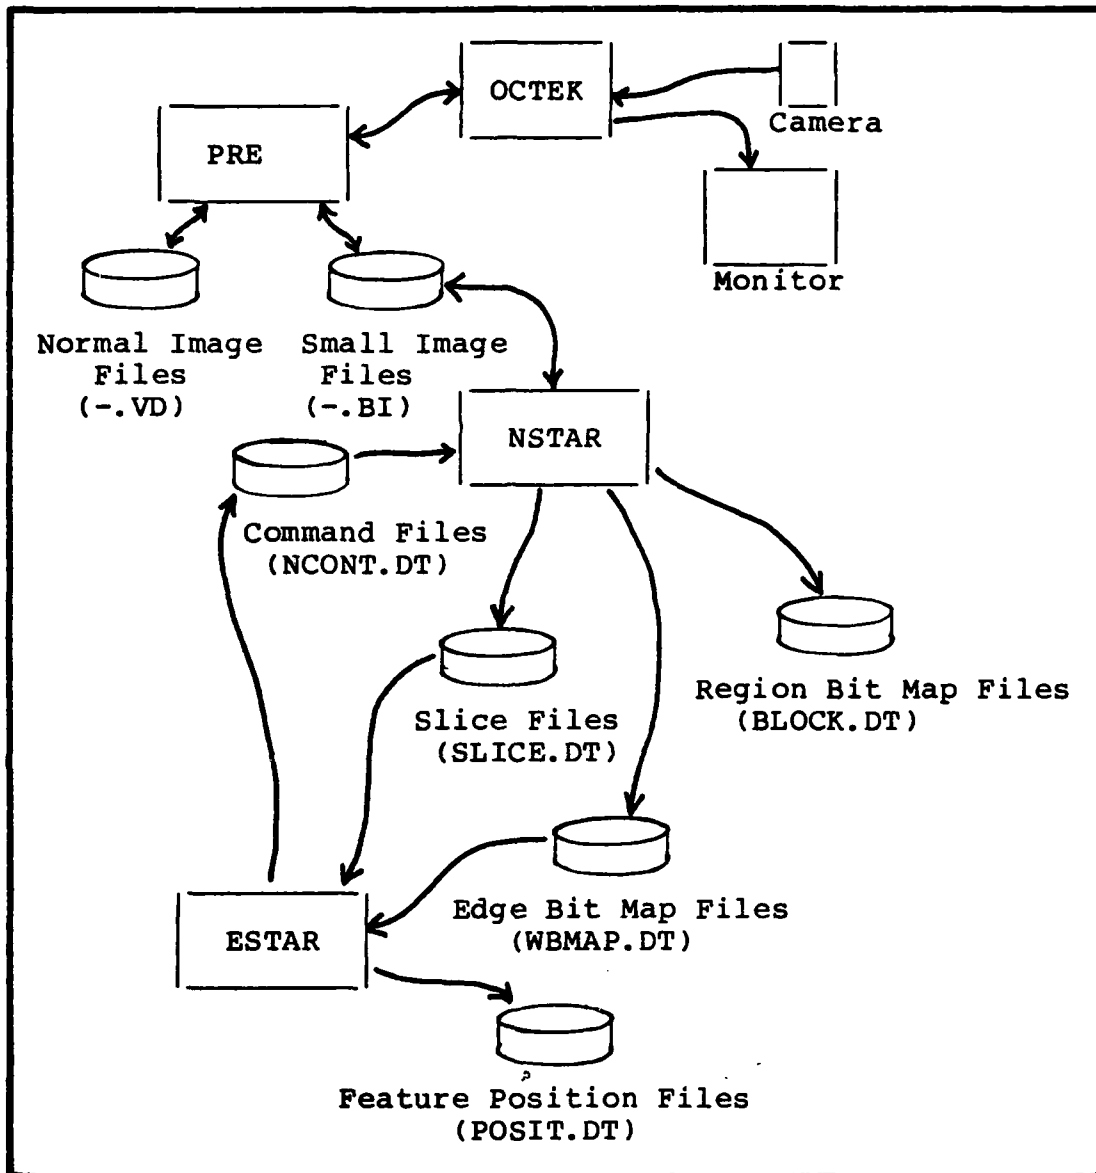 OCTEK
Camera
PRE
Monitor
Normal Image
Files
(-.VD)
Small Image
Files
(-.BI)
NSTAR
Command Files
(NCONT.DT)
Region Bit Map Files
(BLOCK.DT)
Slice Files
(SLICE.DT)
Edge Bit Map Files
(WBMAP.DT)
ESTAR
Feature Position Files
(POSIT.DT)